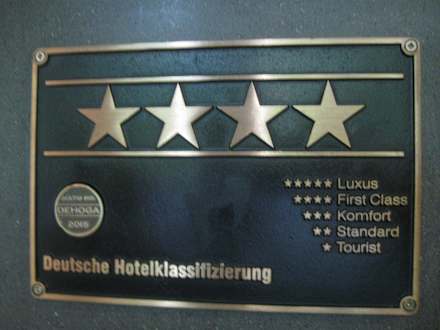 ★★★★★ Luxus
★★★★ First Class
★★★ Komfort
★★ Standard
★ Tourist
DEHOGA
2015
Deutsche Hotelklassifizierung